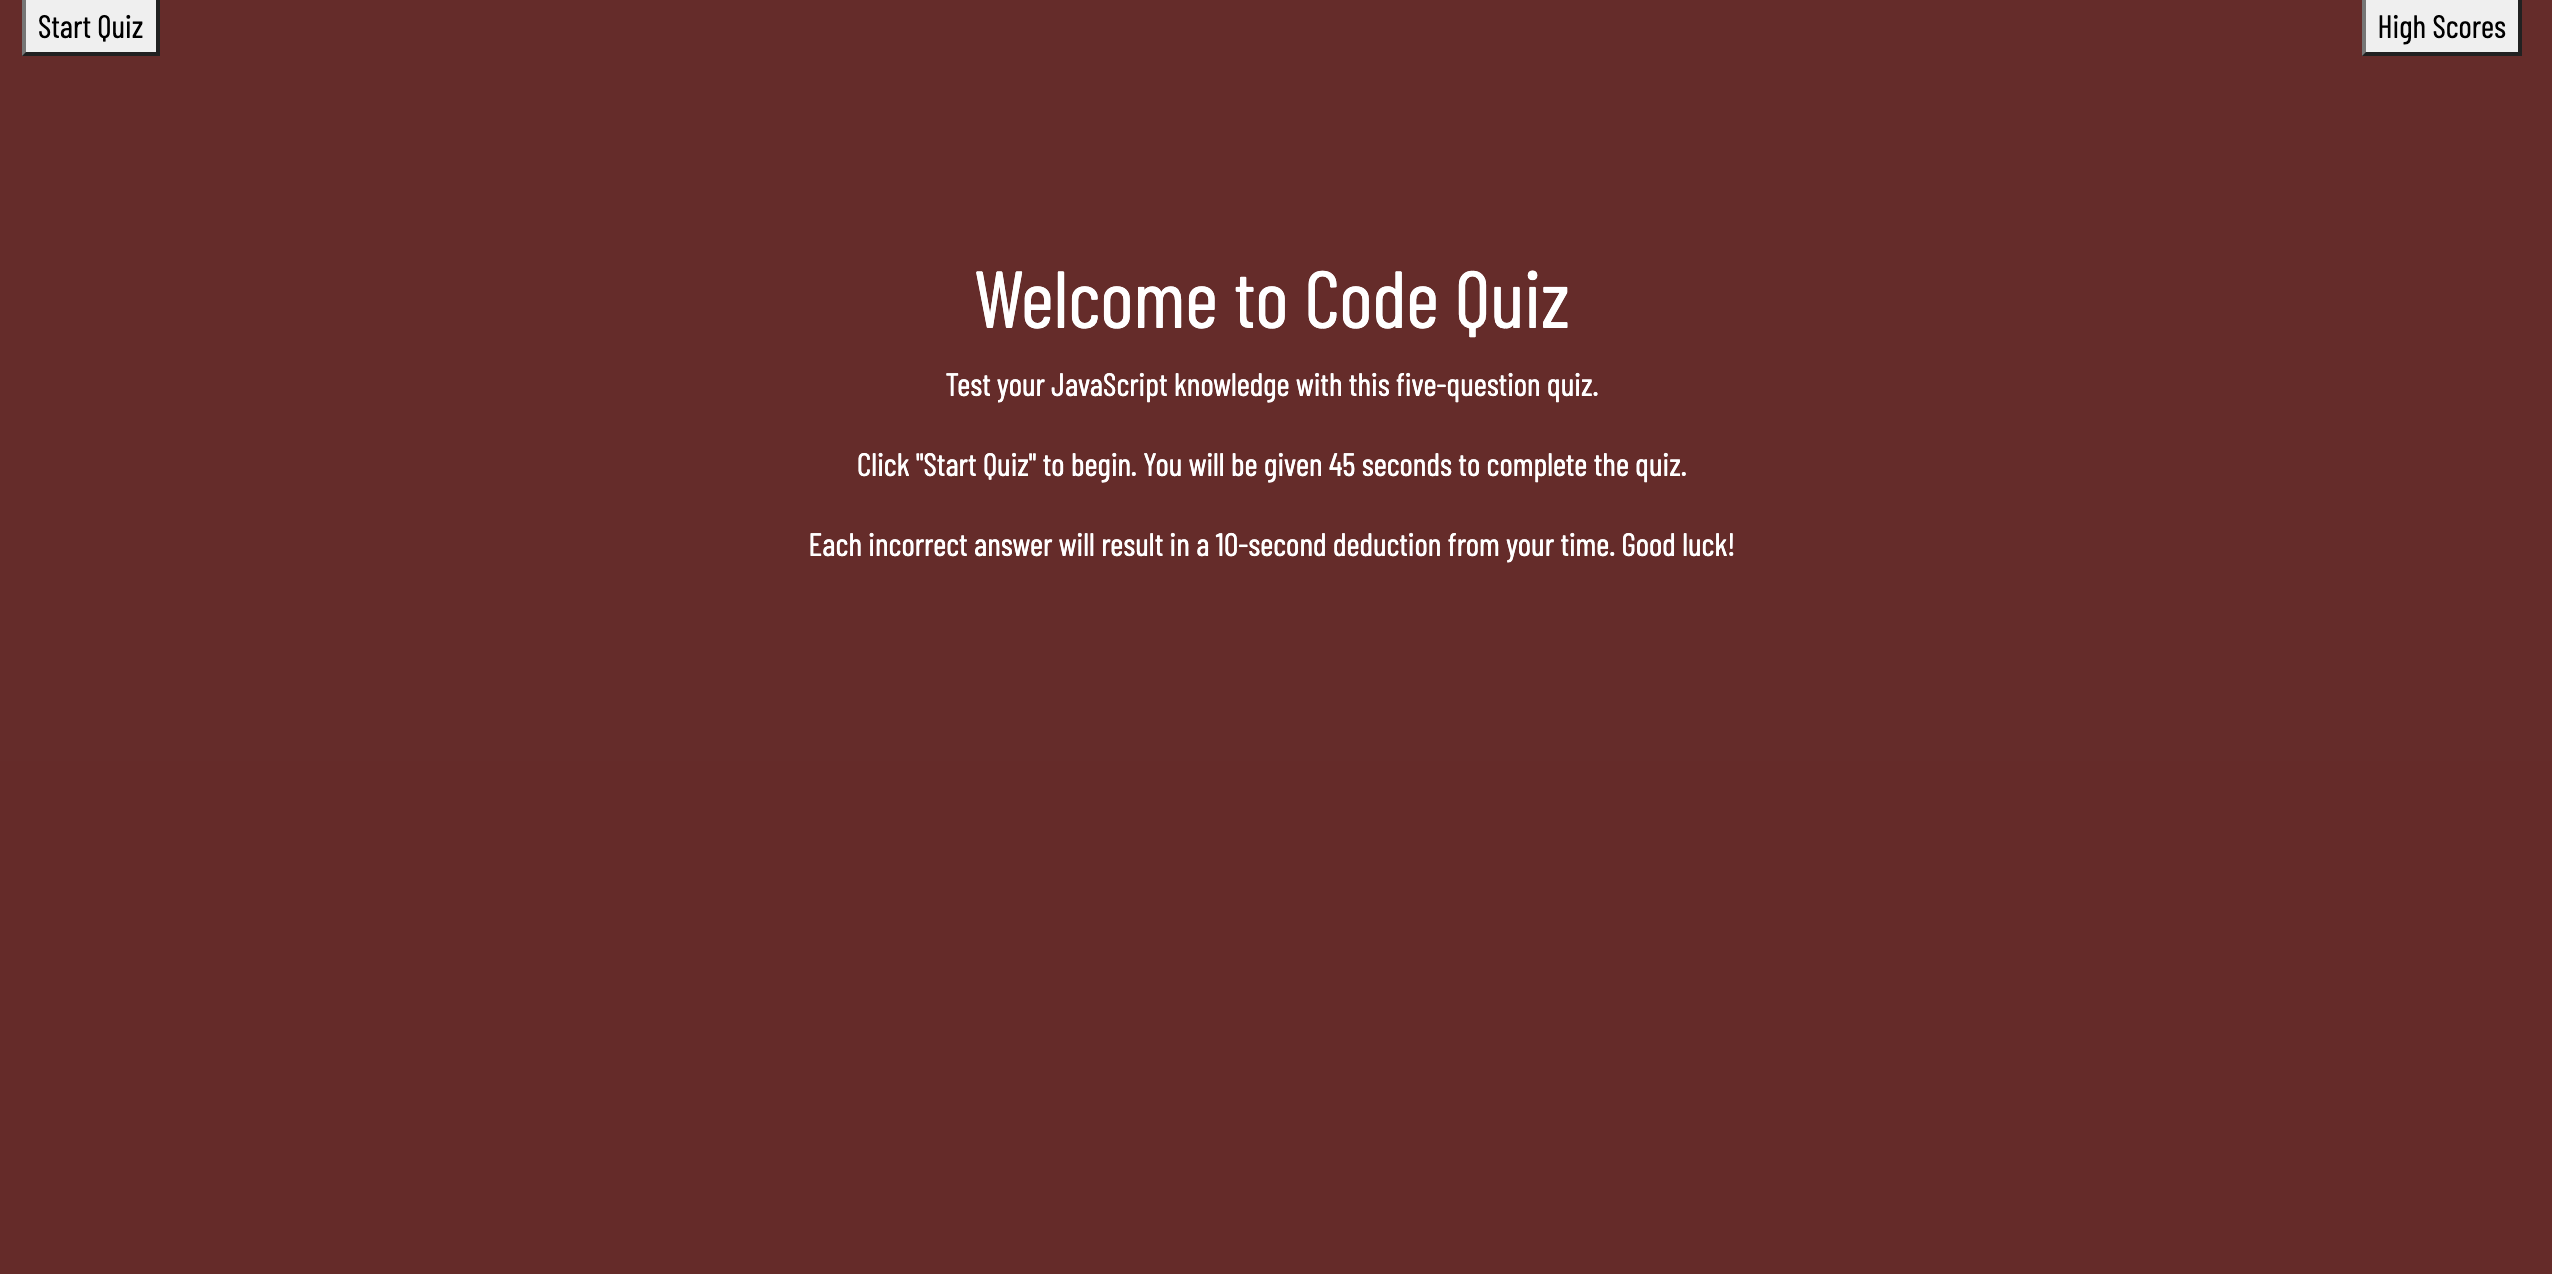 Start Quiz
High Scores
Welcome to Code Quiz
Test your JavaScript knowledge with this five-question quiz.
Click "Start Quiz" to begin. You will be given 45 seconds to complete the quiz.
Each incorrect answer will result in a 10-second deduction from your time. Good luck!